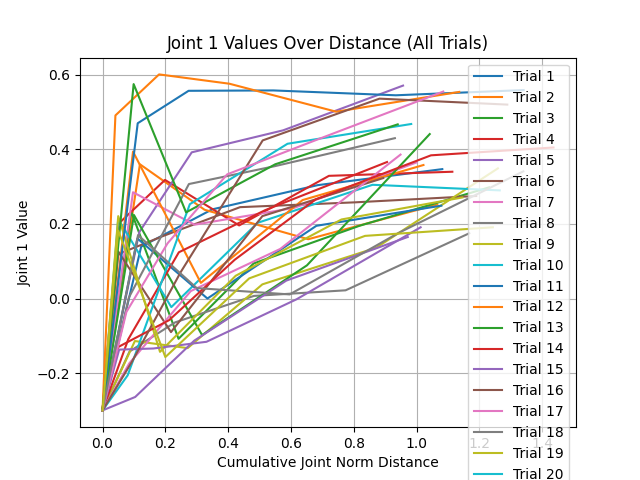 Joint 1 Values Over Distance (All Trials)
0.6
0.4
0.2
0.0
−0.2
Joint 1 Value
0.0 0.2 0.4 0.6 0.8 1.0 1.2 1.4
Cumulative Joint Norm Distance
Trial 1
Trial 2
Trial 3
Trial 4
Trial 5
Trial 6
Trial 7
Trial 8
Trial 9
Trial 10
Trial 11
Trial 12
Trial 13
Trial 14
Trial 15
Trial 16
Trial 17
Trial 18
Trial 19
Trial 20